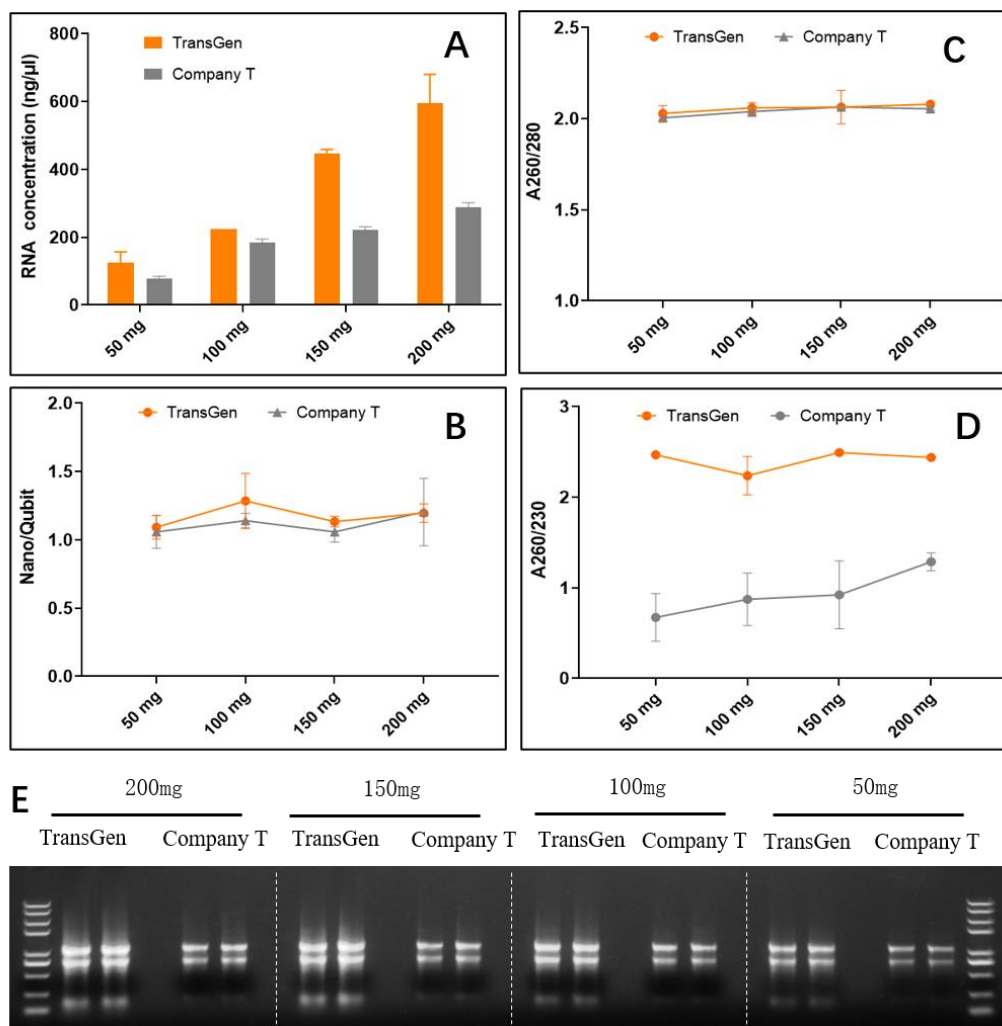 A
TransGen
Company T
RNA concentration (ng/μl)
800
600
400
200
0
50 mg
100 mg
150 mg
200 mg
C
TransGen
Company T
A260/280
2.5
2.0
1.5
1.0
50 mg
100 mg
150 mg
200 mg
B
TransGen
Company T
Nano/Qubit
2.0
1.5
1.0
0.5
0.0
50 mg
100 mg
150 mg
200 mg
D
TransGen
Company T
A260/230
3
2
1
0
50 mg
100 mg
150 mg
200 mg
E
200mg 150mg 100mg 50mg
TransGen Company T TransGen Company T TransGen Company T TransGen Company T